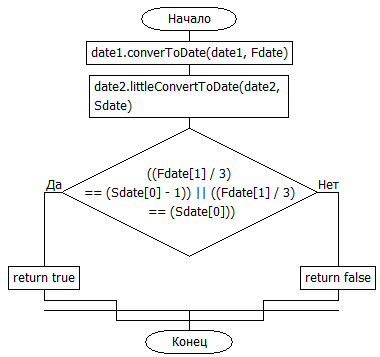 Начало
date1.converToDate(date1, Fdate)
date2.littleConvertToDate(date2,
Sdate)
((Fdate[1] / 3)
== (Sdate[0] - 1)) || ((Fdate[1] / 3)
== (Sdate[0]))
Да
Нет
return true
return false
Конец